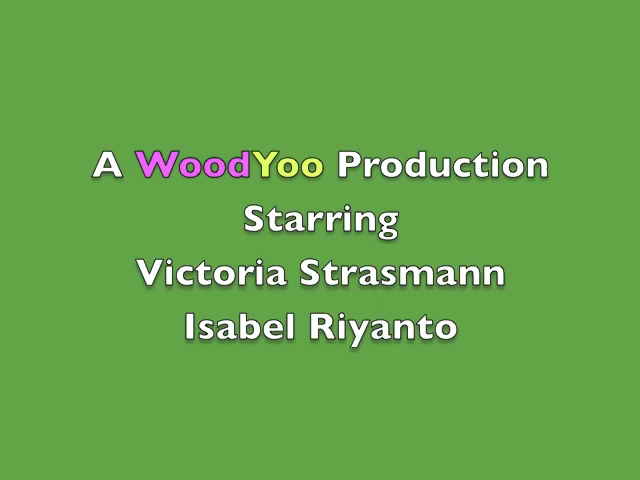 A WoodYoo Production
Starring
Victoria Strasmann
Isabel Riyanto